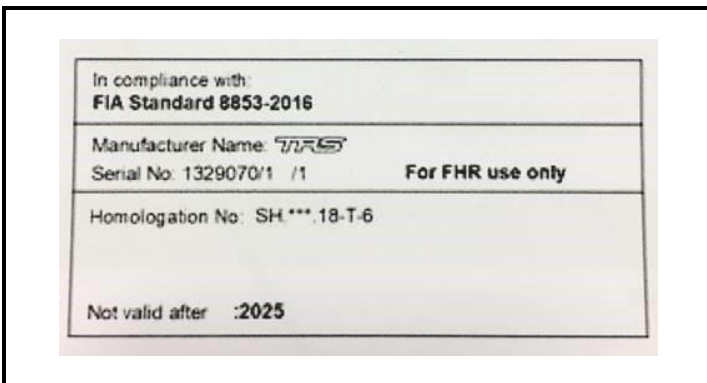 In compliance with:
FIA Standard 8853-2016
Manufacturer Name: TRS
Serial No: 1329070/1 /1 For FHR use only
Homologation No: SH.***.18-T-6
Not valid after :2025